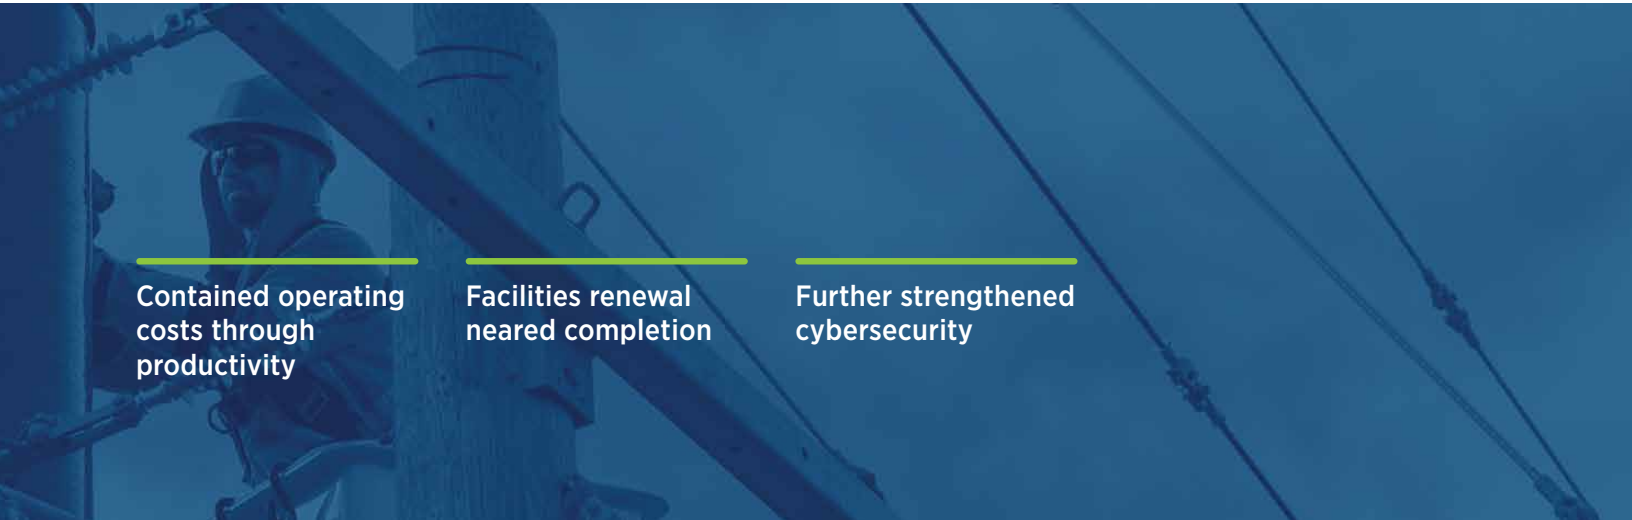 Contained operating
costs through
productivity
Facilities renewal
neared completion
Further strengthened
cybersecurity